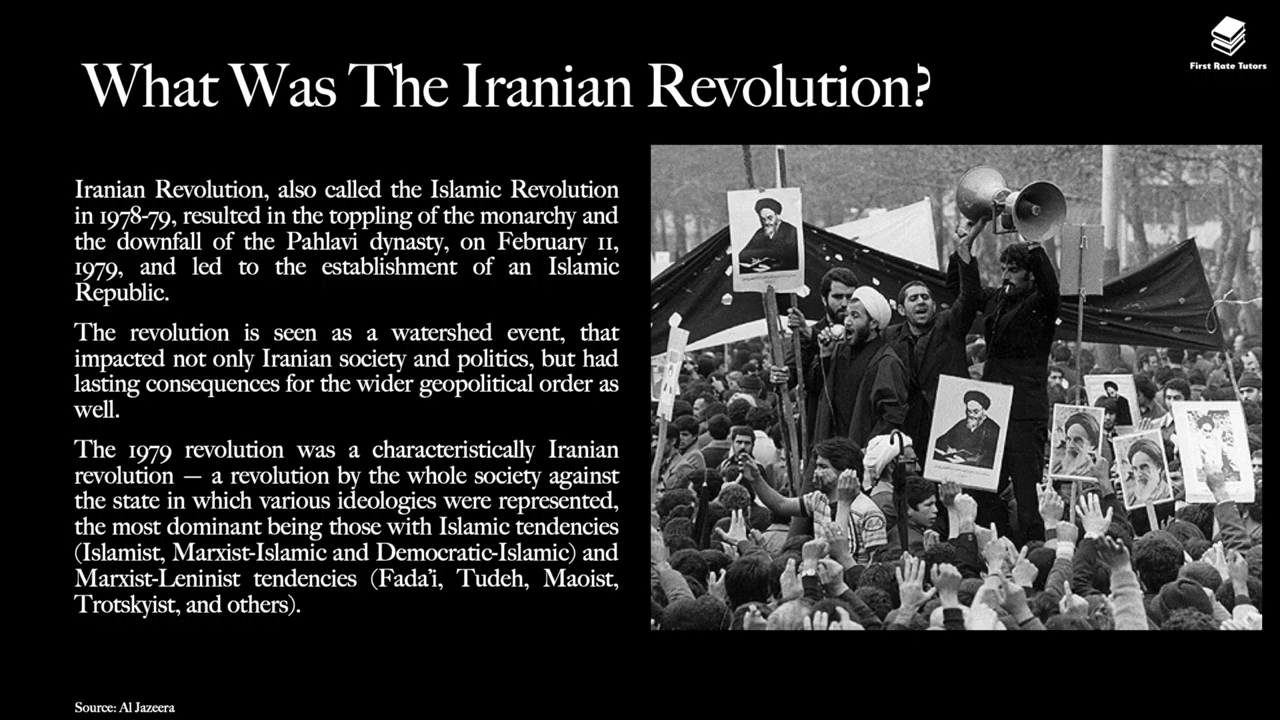 First Rate Tutors
What Was The Iranian Revolution?
Iranian Revolution, also called the Islamic Revolution
in 1978-79, resulted in the toppling of the monarchy and
the downfall of the Pahlavi dynasty, on February 11,
1979, and led to the establishment of an Islamic
Republic.
The revolution is seen as a watershed event, that
impacted not only Iranian society and politics, but had
lasting consequences for the wider geopolitical order as
well.
The 1979 revolution was a characteristically Iranian
revolution — a revolution by the whole society against
the state in which various ideologies were represented,
the most dominant being those with Islamic tendencies
(Islamist, Marxist-Islamic and Democratic-Islamic) and
Marxist-Leninist tendencies (Fada’i, Tudeh, Maoist,
Trotskyist, and others).
Source: Al Jazeera